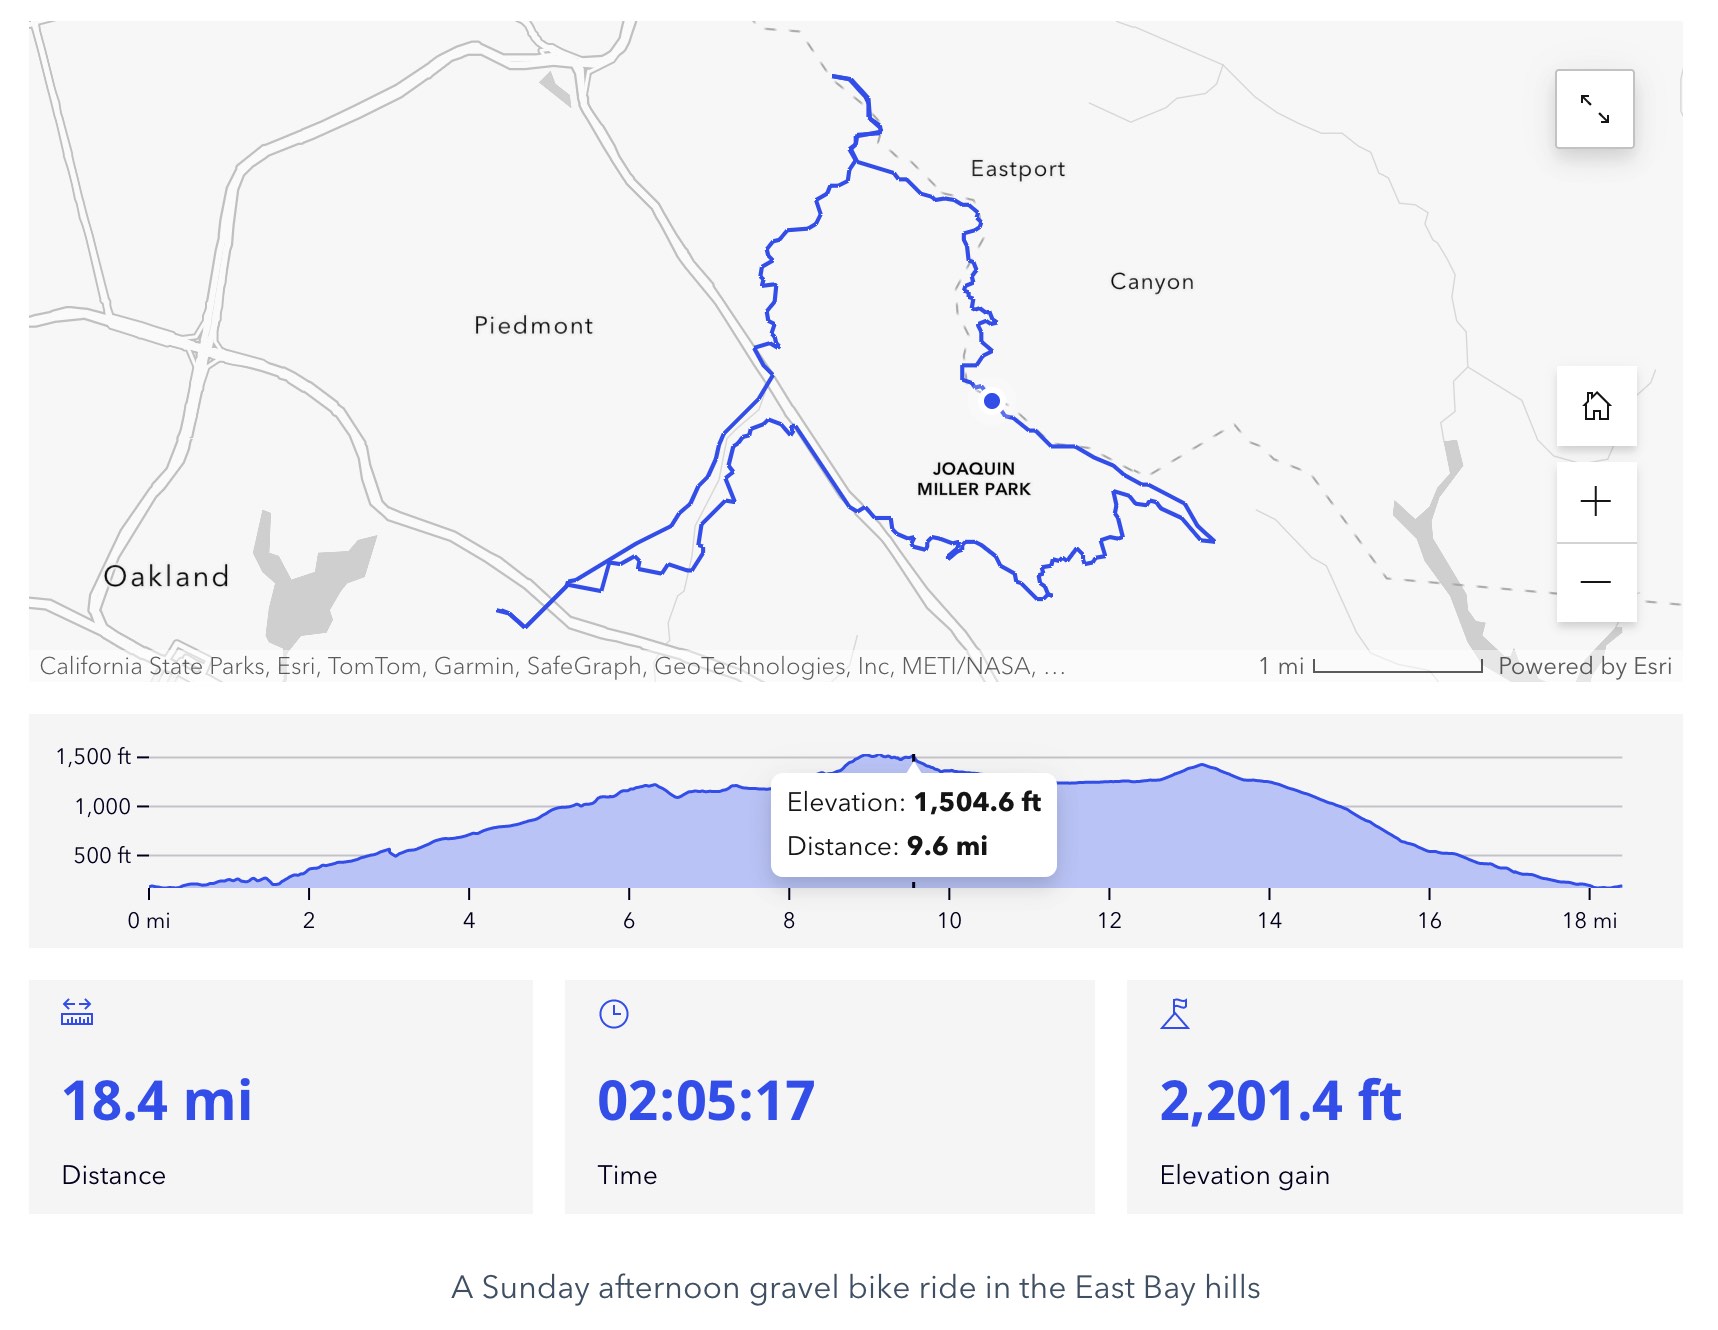 Eastport
Canyon
Piedmont
JOAQUIN
MILLER PARK
Oakland
California State Parks, Esri, TomTom, Garmin, SafeGraph, GeoTechnologies, Inc, METI/NASA, …
1 mi
Powered by Esri
1,500 ft
1,000
500 ft
Elevation: 1,504.6 ft
Distance: 9.6 mi
0 mi 2 4 6 8 10 12 14 16 18 mi
18.4 mi
Distance
02:05:17
Time
2,201.4 ft
Elevation gain
A Sunday afternoon gravel bike ride in the East Bay hills